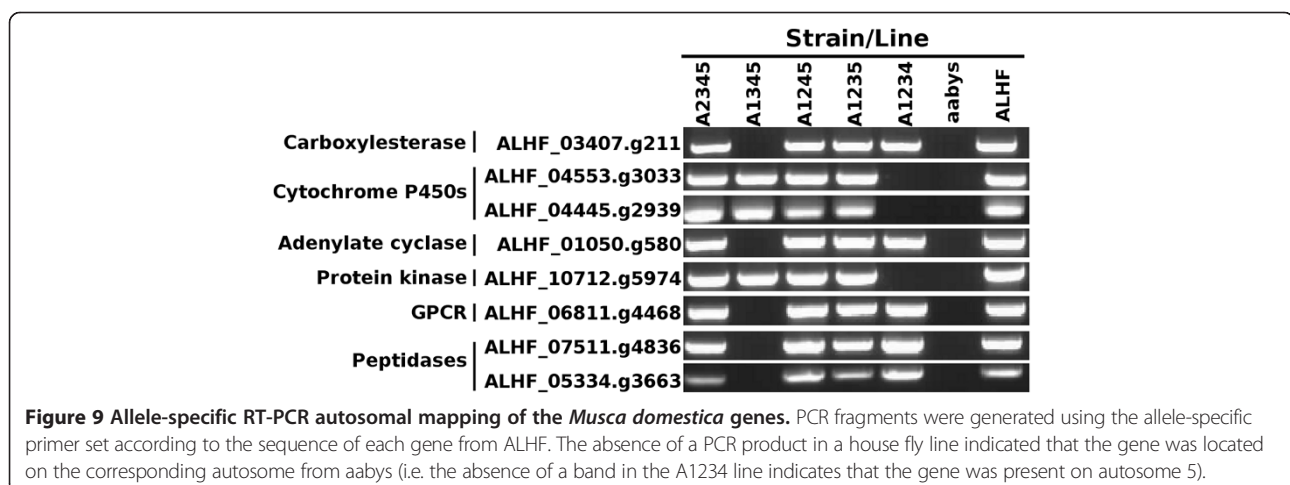 Strain/Line
A2345 A1345 A1245 A1235 A1234 aabys ALHF
Carboxylesterase | ALHF_03407.g211
Cytochrome P450s
ALHF_04553.g3033
ALHF_04445.g2939
Adenylate cyclase | ALHF_01050.g580
Protein kinase | ALHF_10712.g5974
GPCR | ALHF_06811.g4468
Peptidases
ALHF_07511.g4836
ALHF_05334.g3663
Figure 9 Allele-specific RT-PCR autosomal mapping of the Musca domestica genes. PCR fragments were generated using the allele-specific
primer set according to the sequence of each gene from ALHF. The absence of a PCR product in a house fly line indicated that the gene was located
on the corresponding autosome from aabys (i.e. the absence of a band in the A1234 line indicates that the gene was present on autosome 5).